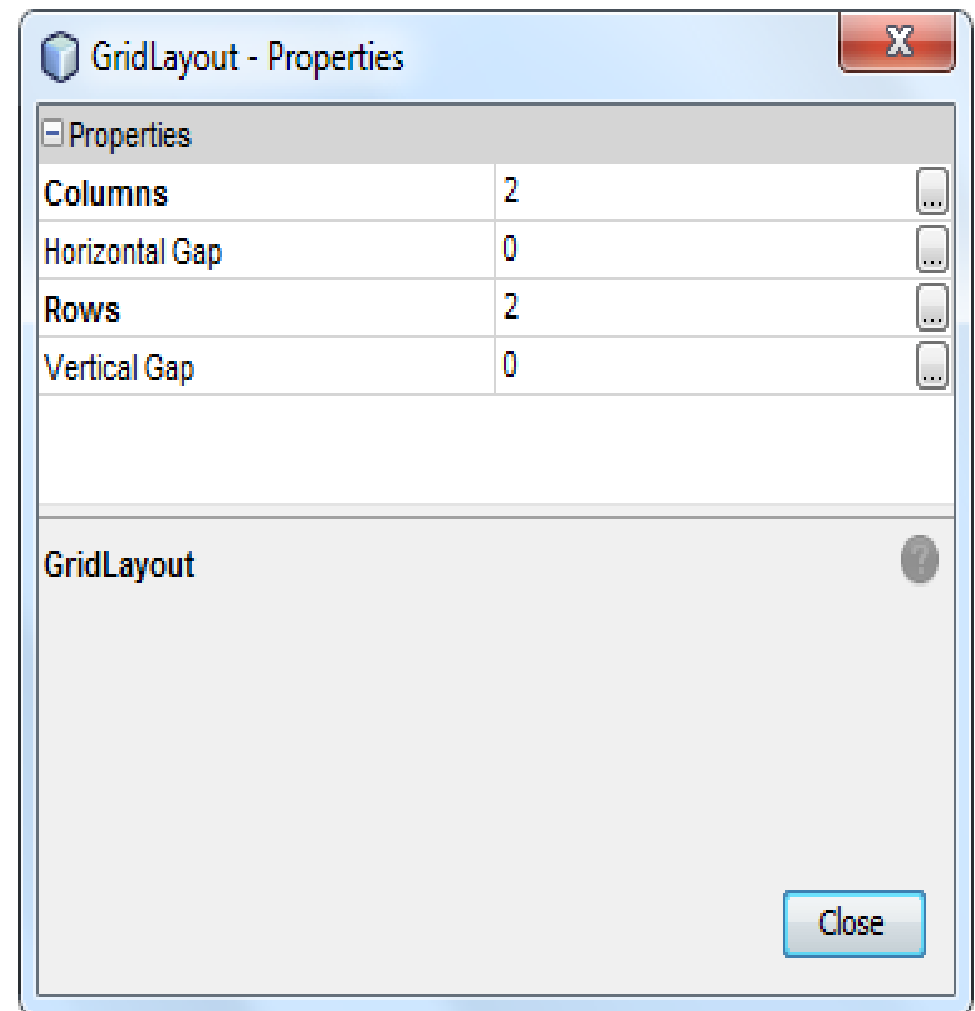 GridLayout - Properties
Properties
Columns 2 ...
Horizontal Gap 0 ...
Rows 2 ...
Vertical Gap 0 ...
GridLayout ?
Close